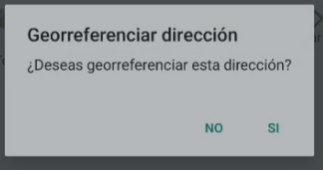 Georreferenciar dirección
¿Deseas georreferenciar esta dirección?
NO SI